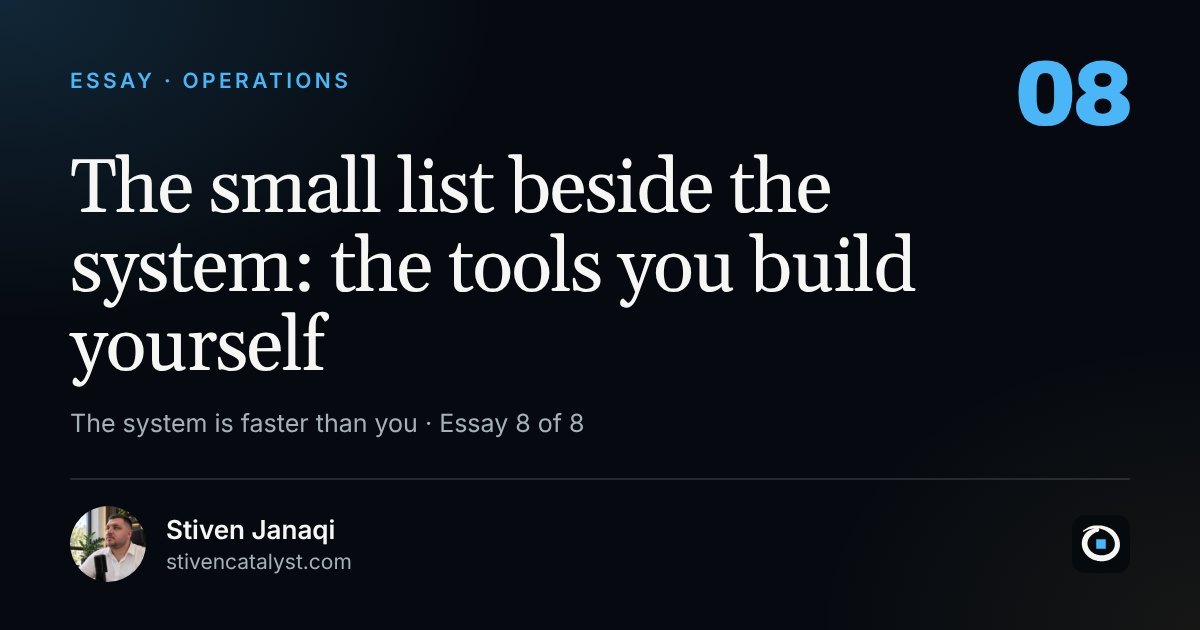 ESSAY · OPERATIONS
08
The small list beside the
system: the tools you build
yourself
The system is faster than you · Essay 8 of 8
Stiven Janaqi
stivencatalyst.com